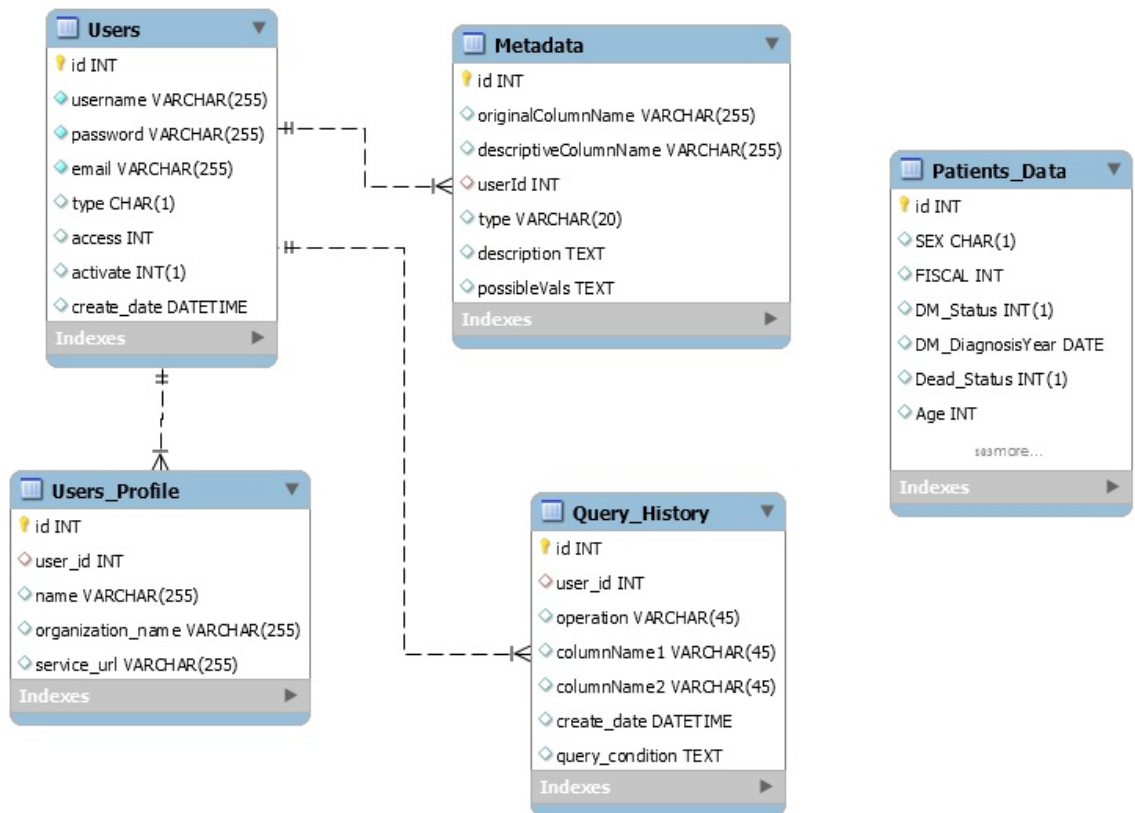 Users
id INT
username VARCHAR(255)
password VARCHAR(255)
email VARCHAR(255)
type CHAR(1)
access INT
activate INT(1)
create_date DATETIME
Indexes
Metadata
id INT
originalColumnName VARCHAR(255)
descriptiveColumnName VARCHAR(255)
userId INT
type VARCHAR(20)
description TEXT
possibleVals TEXT
Indexes
Patients_Data
id INT
SEX CHAR(1)
FISCAL INT
DM_Status INT(1)
DM_DiagnosisYear DATE
Dead_Status INT(1)
Age INT
more...
Indexes
Users_Profile
id INT
user_id INT
name VARCHAR(255)
organization_name VARCHAR(255)
service_url VARCHAR(255)
Indexes
Query_History
id INT
user_id INT
operation VARCHAR(45)
columnName1 VARCHAR(45)
columnName2 VARCHAR(45)
create_date DATETIME
query_condition TEXT
Indexes